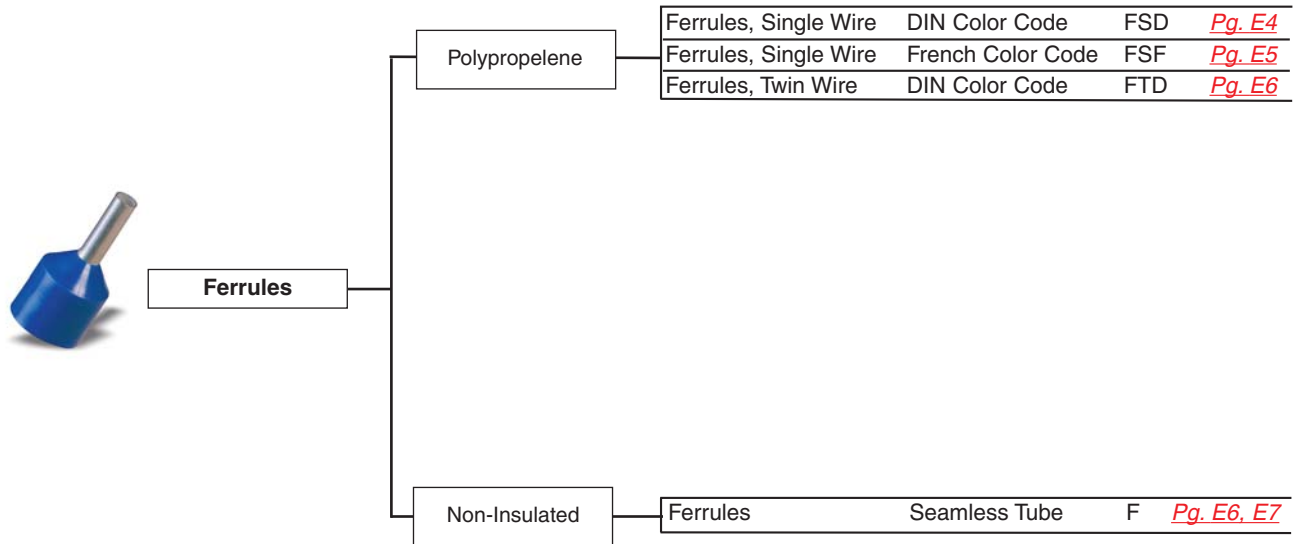 Polypropelene
Ferrules, Single Wire DIN Color Code FSD Pg. E4
Ferrules, Single Wire French Color Code FSF Pg. E5
Ferrules, Twin Wire DIN Color Code FTD Pg. E6
Ferrules
Non-Insulated
Ferrules Seamless Tube F Pg. E6, E7